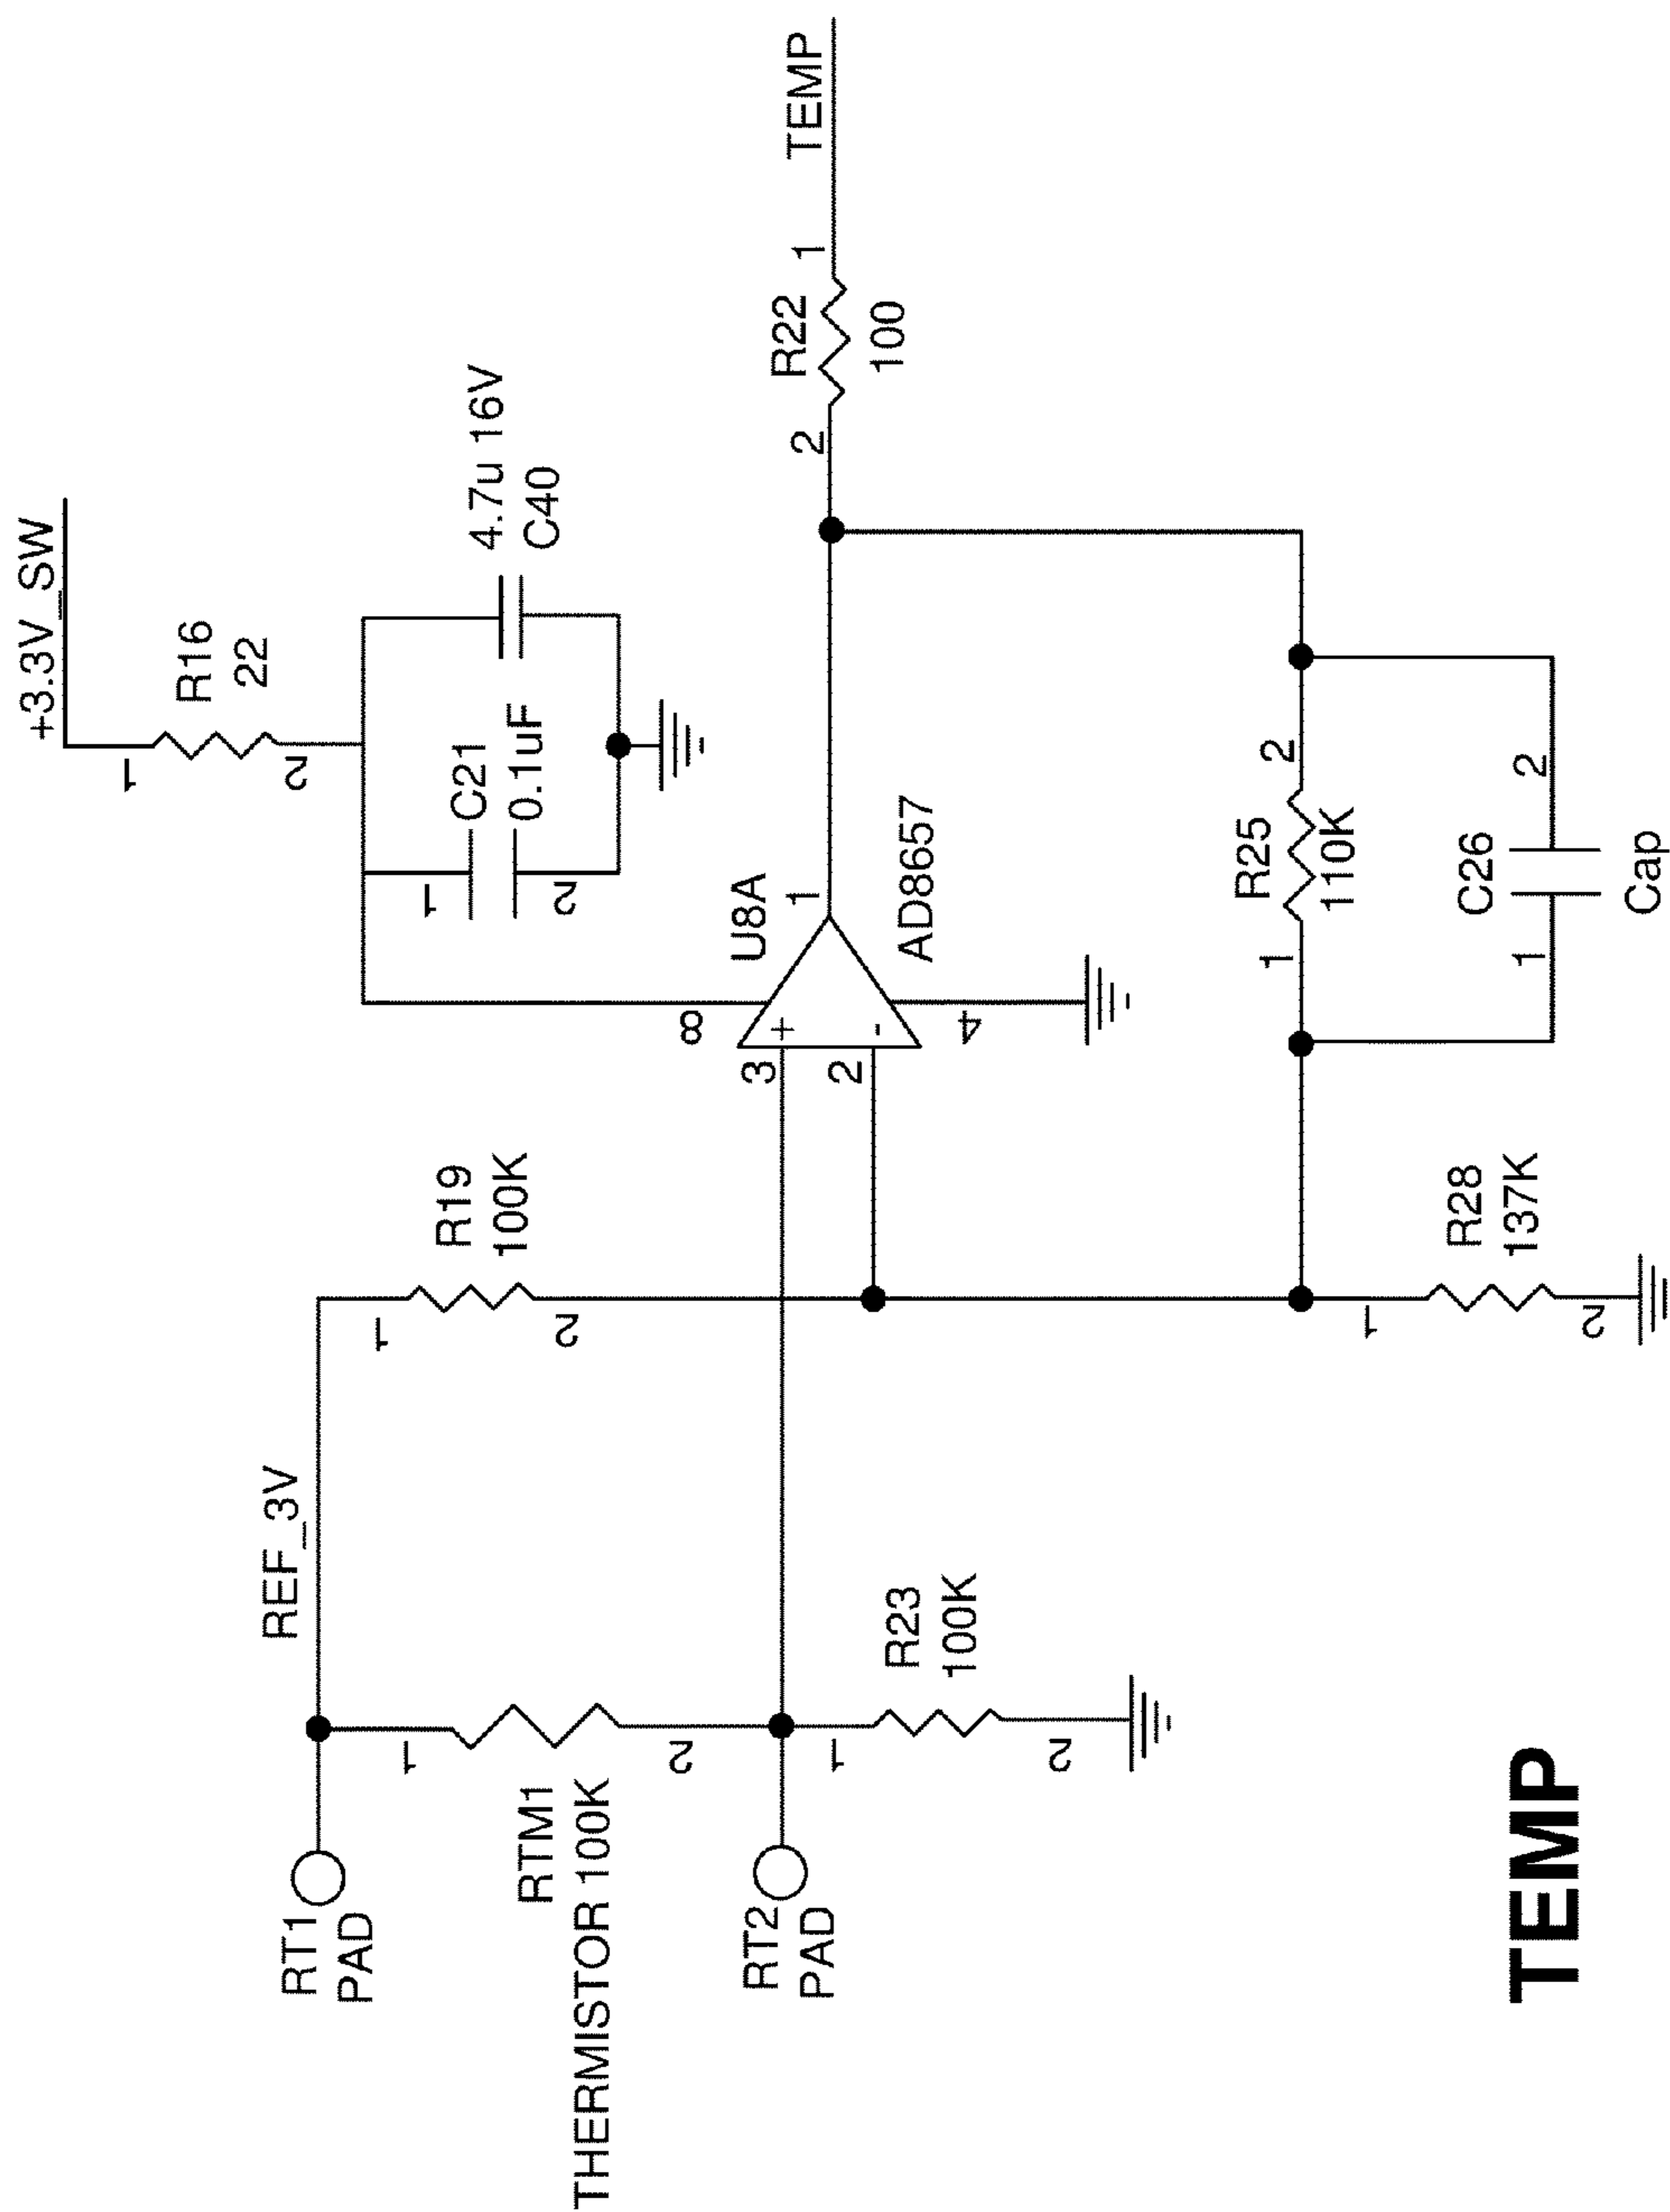 +3.3V_SW
1
R16
22
2
4.7u 16V
C40
1
C21
0.1uF
2
REF_3V
R19
100K
1
2
RT1
PAD
1
RTM1
THERMISTOR 100K
2
RT2
PAD
1
R23
100K
2
8
U8A
3
+
1
2
-
4
AD8657
2
R22
100
1
TEMP
1
R25
110K
2
1
C26
2
Cap
1
R28
137K
2
TEMP